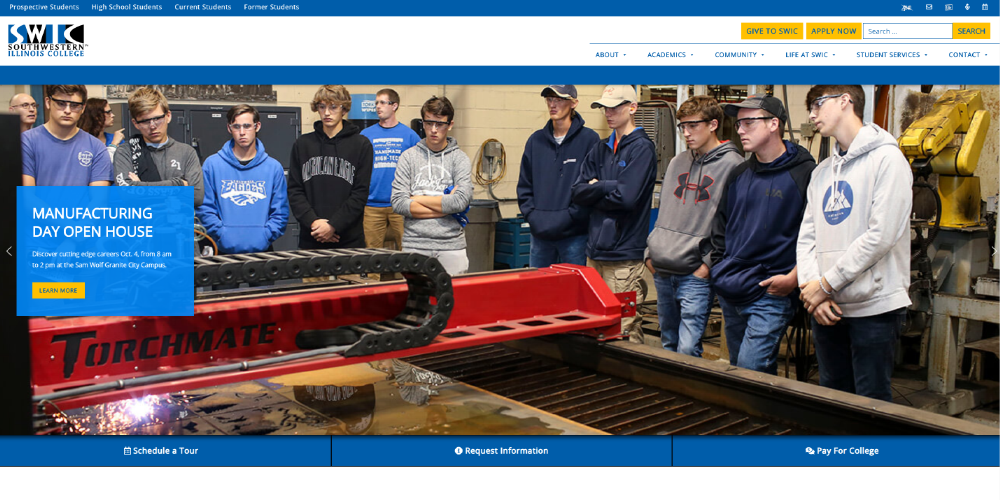 Prospective Students High School Students Current Students Former Students
SWIC
SOUTHWESTERN
ILLINOIS COLLEGE
GIVE TO SWIC APPLY NOW Search ... SEARCH
ABOUT ACADEMICS COMMUNITY LIFE AT SWIC STUDENT SERVICES CONTACT
21
EAGLES
MANUFACTURING
DAY OPEN HOUSE
Discover cutting edge careers Oct. 4, from 8 am
to 2 pm at the Sam Wolf Granite City Campus.
LEARN MORE
TORCHMATE
Schedule a Tour Request Information Pay For College